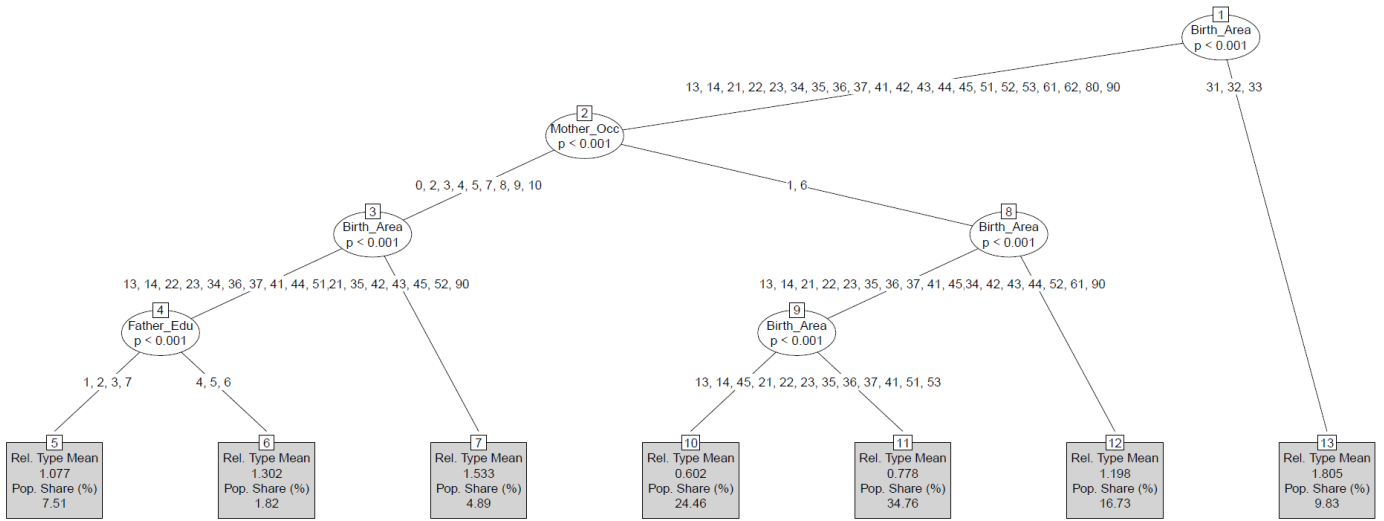 1
Birth_Area
p < 0.001
13, 14, 21, 22, 23, 34, 35, 36, 37, 41, 42, 43, 44, 45, 51, 52, 53, 61, 62, 80, 90
31, 32, 33
2
Mother_Occ
p < 0.001
0, 2, 3, 4, 5, 7, 8, 9, 10
1, 6
3
Birth_Area
p < 0.001
8
Birth_Area
p < 0.001
13, 14, 22, 23, 34, 36, 37, 41, 44, 51,21, 35, 42, 43, 45, 52, 90
13, 14, 21, 22, 23, 35, 36, 37, 41, 45,34, 42, 43, 44, 52, 61, 90
4
Father_Edu
p < 0.001
9
Birth_Area
p < 0.001
1, 2, 3, 7
4, 5, 6
13, 14, 45, 21, 22, 23, 35, 36, 37, 41, 51, 53
5
Rel. Type Mean
1.077
Pop. Share (%)
7.51
6
Rel. Type Mean
1.302
Pop. Share (%)
1.82
7
Rel. Type Mean
1.533
Pop. Share (%)
4.89
10
Rel. Type Mean
0.602
Pop. Share (%)
24.46
11
Rel. Type Mean
0.778
Pop. Share (%)
34.76
12
Rel. Type Mean
1.198
Pop. Share (%)
16.73
13
Rel. Type Mean
1.805
Pop. Share (%)
9.83